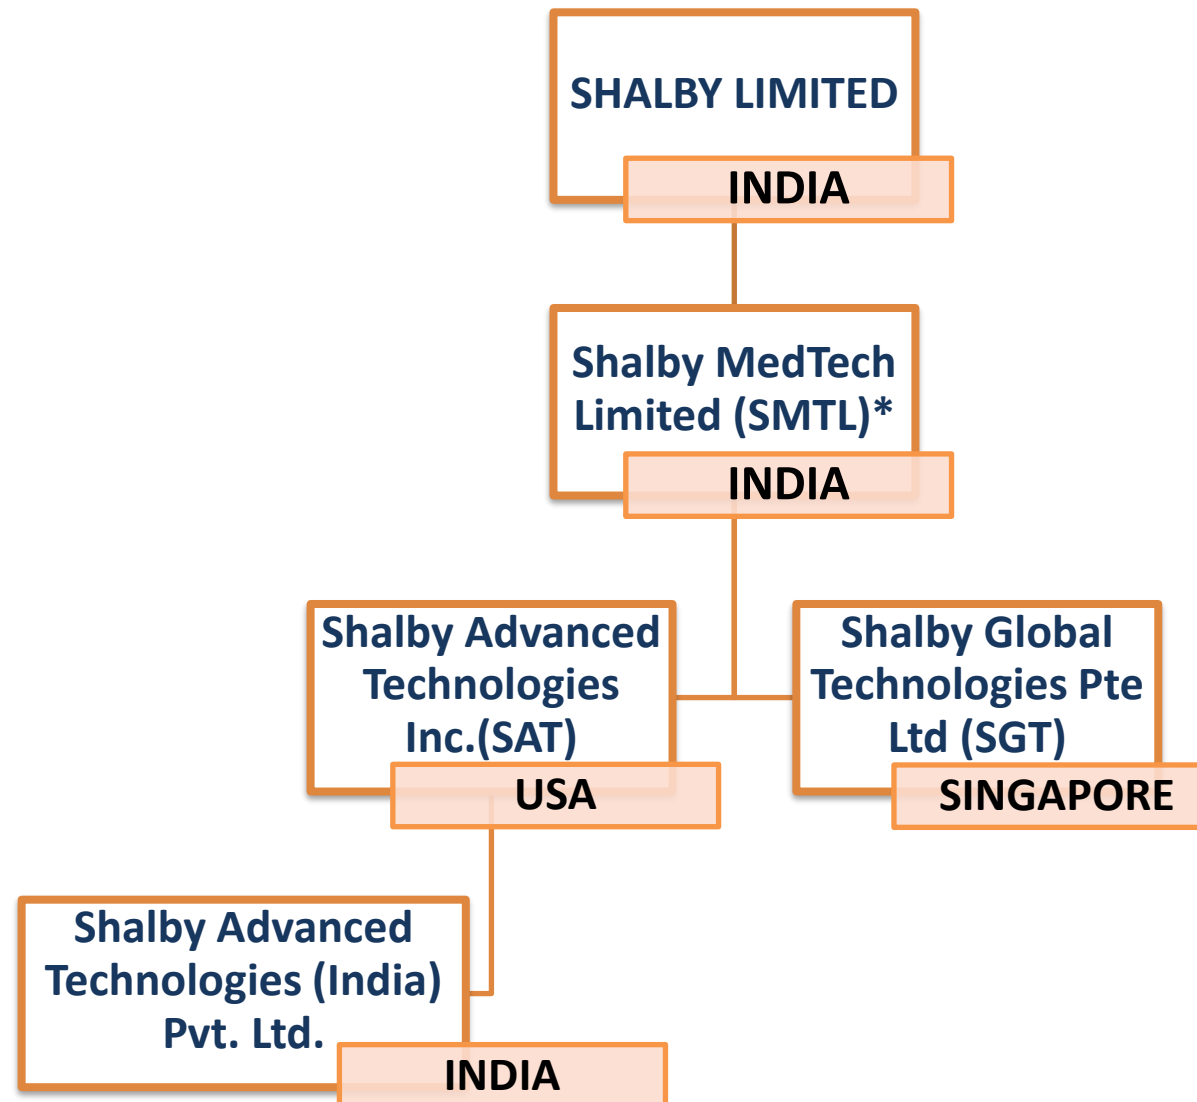 SHALBY LIMITED
INDIA
Shalby MedTech
Limited (SMTL)*
INDIA
Shalby Advanced
Technologies
Inc.(SAT)
USA
Shalby Global
Technologies Pte
Ltd (SGT)
SINGAPORE
Shalby Advanced
Technologies (India)
Pvt. Ltd.
INDIA